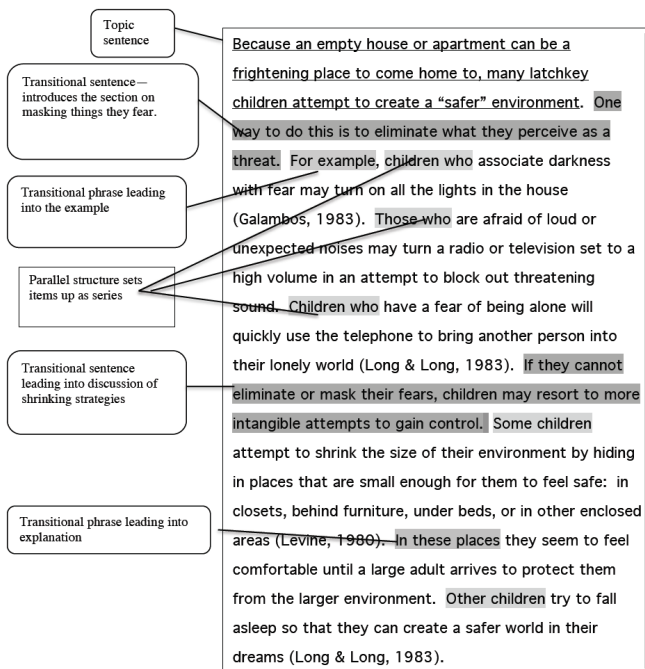 Topic
sentence
Transitional sentence—
introduces the section on
masking things they fear.
Transitional phrase leading
into the example
Parallel structure sets
items up as series
Transitional sentence
leading into discussion of
shrinking strategies
Transitional phrase leading into
explanation
Because an empty house or apartment can be a
frightening place to come home to, many latchkey
children attempt to create a “safer” environment. One
way to do this is to eliminate what they perceive as a
threat. For example, children who associate darkness
with fear may turn on all the lights in the house
(Galambos, 1983). Those who are afraid of loud or
unexpected noises may turn a radio or television set to a
high volume in an attempt to block out threatening
sound. Children who have a fear of being alone will
quickly use the telephone to bring another person into
their lonely world (Long & Long, 1983). If they cannot
eliminate or mask their fears, children may resort to more
intangible attempts to gain control. Some children
attempt to shrink the size of their environment by hiding
in places that are small enough for them to feel safe: in
closets, behind furniture, under beds, or in other enclosed
areas (Levine, 1980). In these places they seem to feel
comfortable until a large adult arrives to protect them
from the larger environment. Other children try to fall
asleep so that they can create a safer world in their
dreams (Long & Long, 1983).